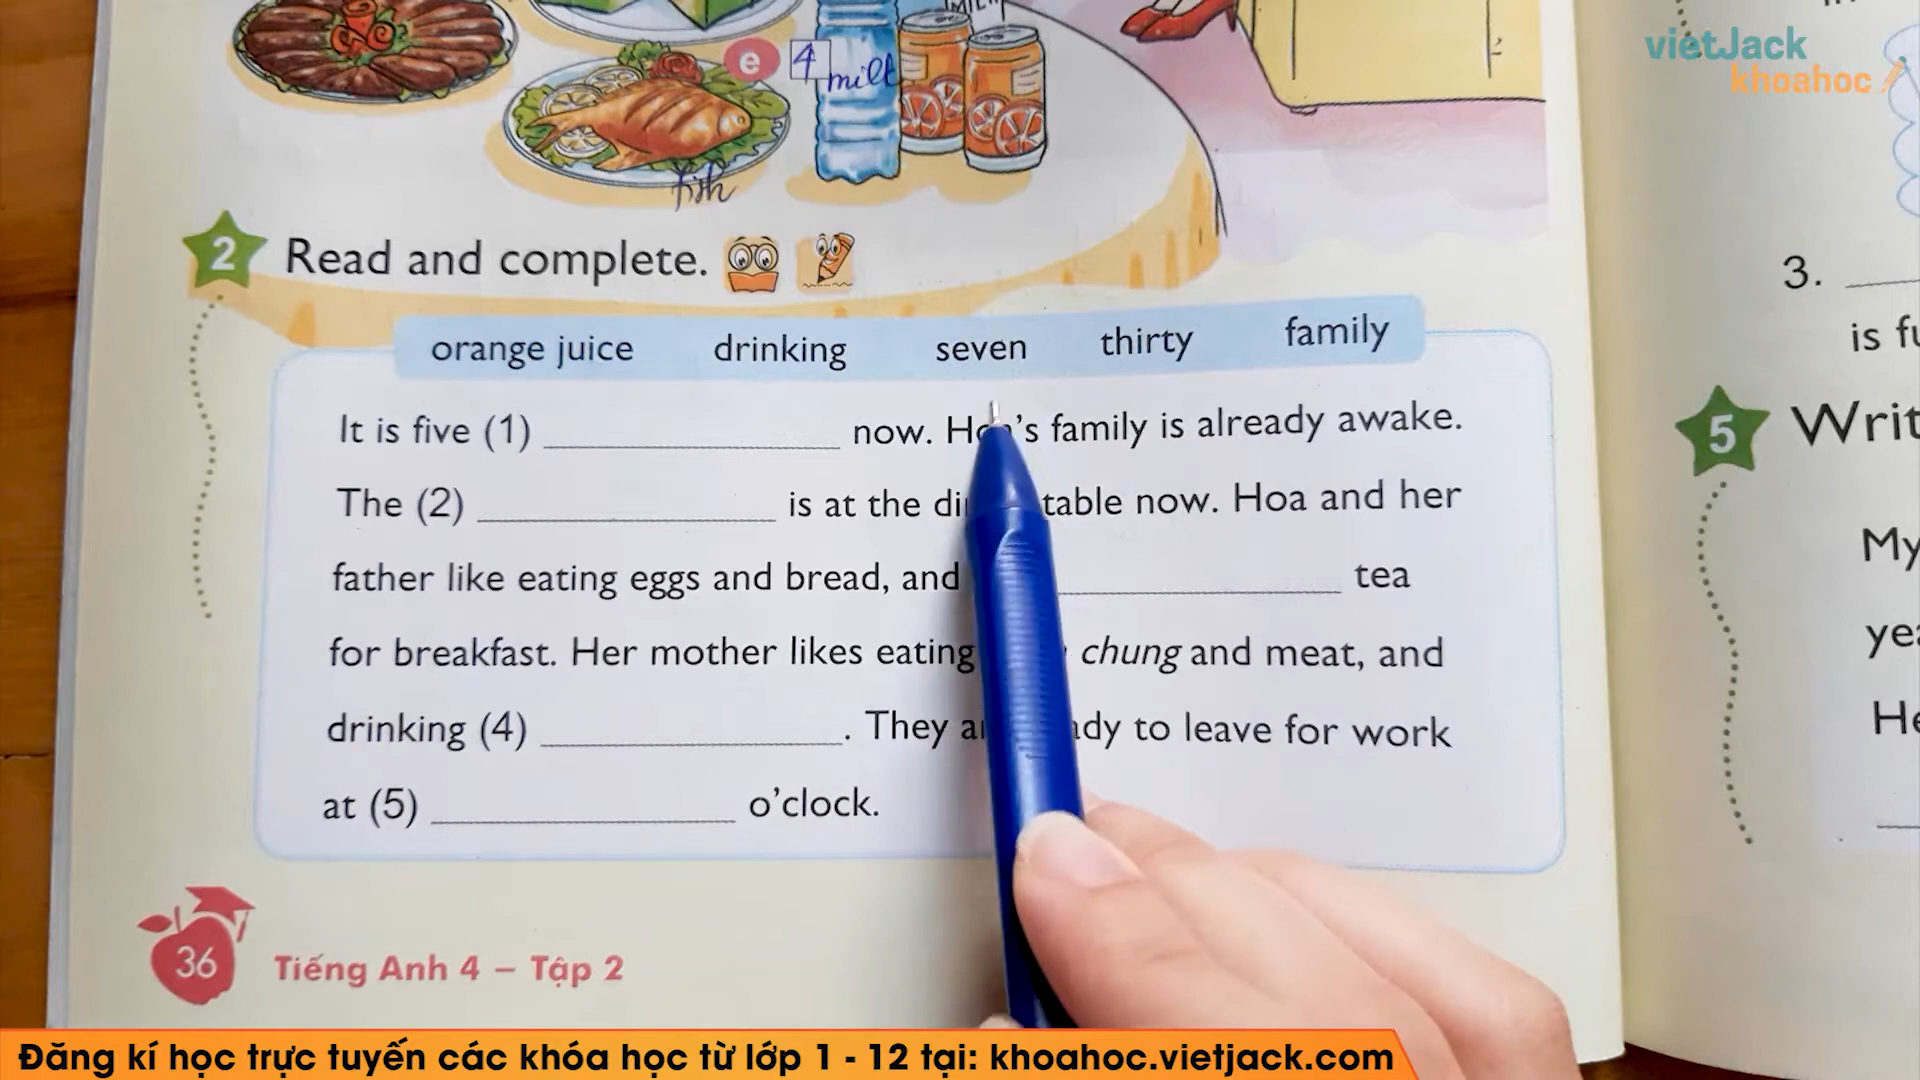 vietJack
khoahoc
e 4 milt
fish
2 Read and complete.
orange juice drinking seven thirty family
It is five (1) ____________ now. 's family is already awake.
The (2) ____________ is at the table now. Hoa and her
father like eating eggs and bread, and ____________ tea
for breakfast. Her mother likes eating chung and meat, and
drinking (4) ____________. They to leave for work
at (5) ____________ o'clock.
36 Tiếng Anh 4 – Tập 2
3. ____
is
5 Writ
My
He
Đăng kí học trực tuyến các khóa học từ lớp 1 - 12 tại: khoahoc.vietjack.com